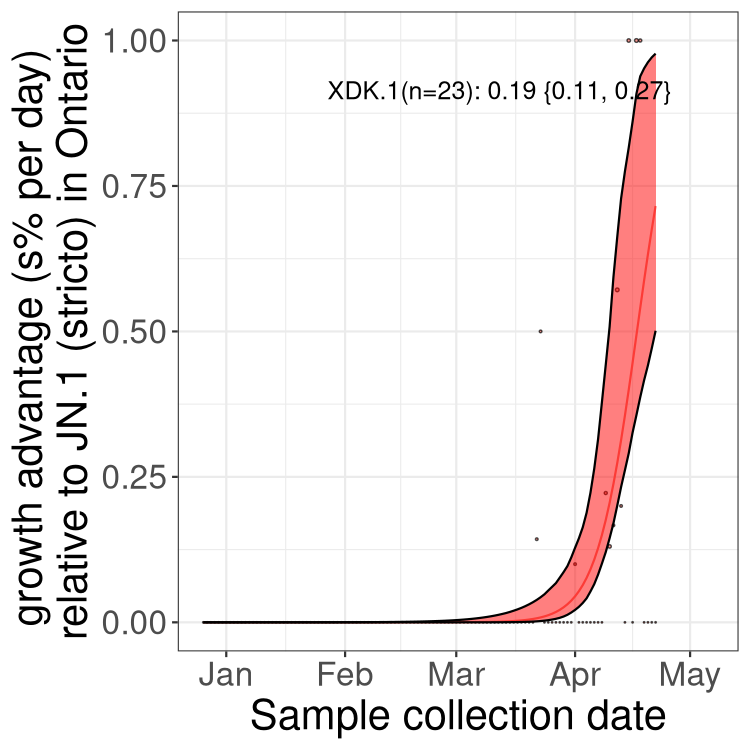 growth advantage (s% per day)
relative to JN.1 (stricto) in Ontario
1.00
0.75
0.50
0.25
0.00
XDK.1(n=23): 0.19 {0.11, 0.27}
Jan Feb Mar Apr May
Sample collection date